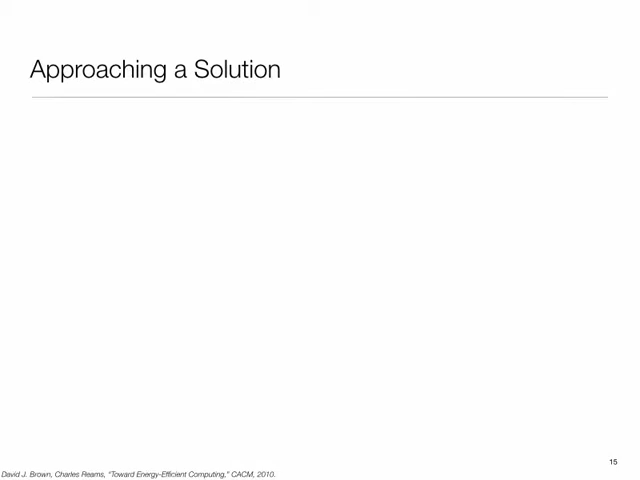 Approaching a Solution
15
David J. Brown, Charles Reams, "Toward Energy-Efficient Computing," CACM, 2010.